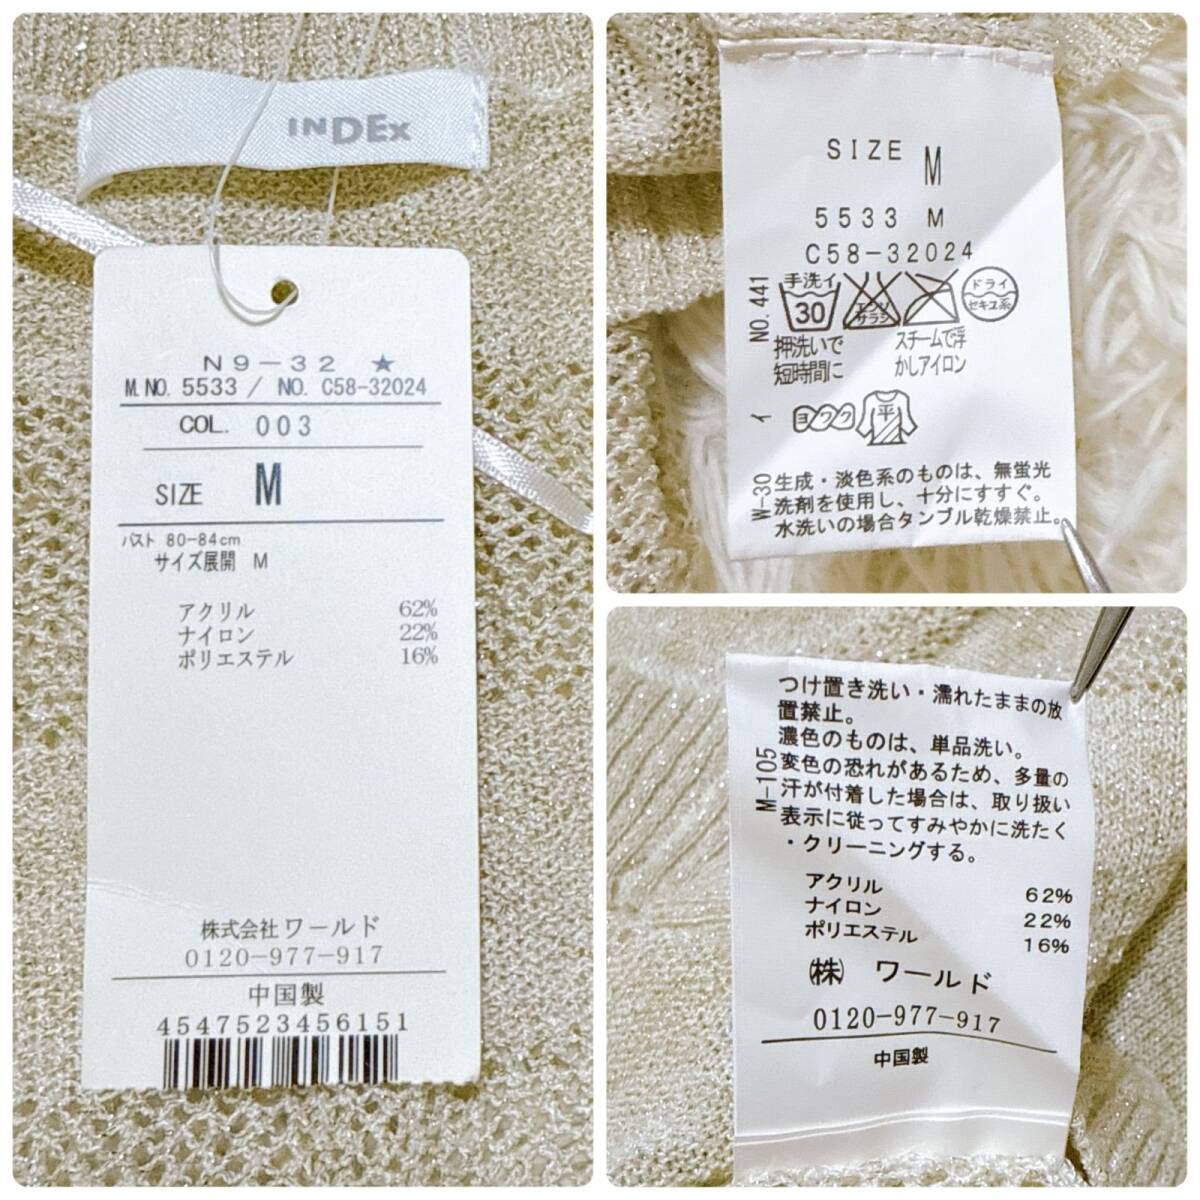 INDEX
N9-32 ★
M.NO. 5533 / NO. C58-32024
COL. 003
SIZE M
バスト 80-84cm
サイズ展開 M
アクリル 62%
ナイロン 22%
ポリエステル 16%
株式会社ワールド
0120-977-917
中国製
4547523456151
SIZE M
5533 M
C58-32024
NO.441
手洗イ
30
エンソ
サラシ
ドライ
セキユ系
押洗いで
短時間に
スチームで浮
かしアイロン
イ
ヨワク
平
W-30
生成・淡色系のものは、無蛍光
洗剤を使用し、十分にすすぐ。
水洗いの場合タンブル乾燥禁止。
つけ置き洗い・濡れたままの放
置禁止。
濃色のものは、単品洗い。
変色の恐れがあるため、多量の
汗が付着した場合は、取り扱い
表示に従ってすみやかに洗たく
・クリーニングする。
M-105
アクリル 62%
ナイロン 22%
ポリエステル 16%
㈱ ワールド
0120-977-917
中国製